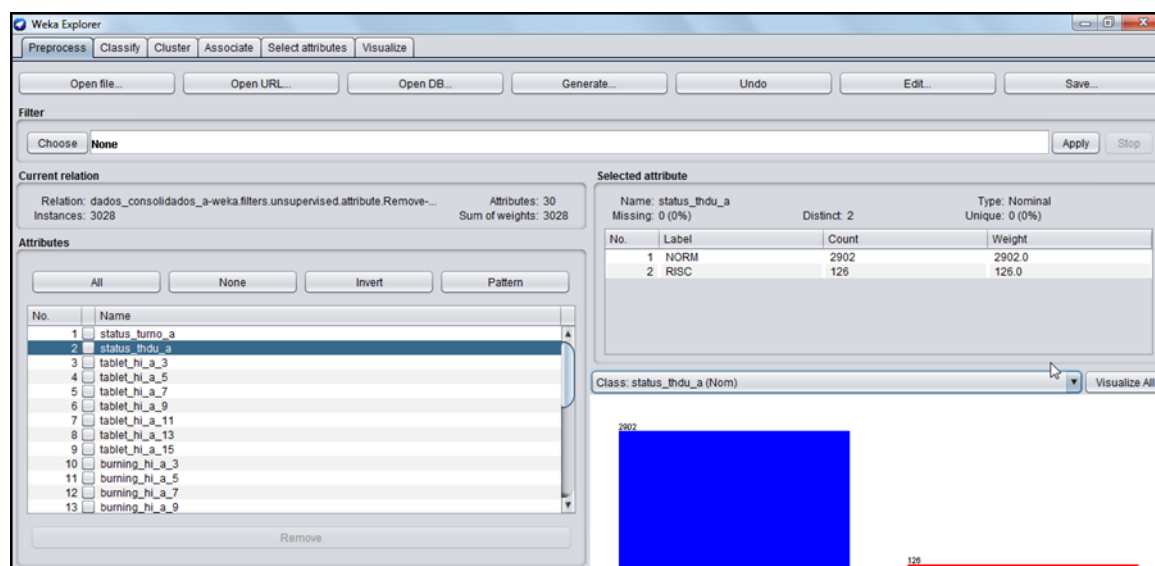 Weka Explorer
Preprocess Classify Cluster Associate Select attributes Visualize
Open file... Open URL... Open DB... Generate... Undo Edit... Save...
Filter
Choose None Apply Stop
Current relation
Relation: dados_consolidados_a-weka.filters.unsupervised.attribute.Remove-... Attributes: 30
Instances: 3028 Sum of weights: 3028
Attributes
All None Invert Pattern
No. Name
1 status_turno_a
2 status_thdu_a
3 tablet_hi_a_3
4 tablet_hi_a_5
5 tablet_hi_a_7
6 tablet_hi_a_9
7 tablet_hi_a_11
8 tablet_hi_a_13
9 tablet_hi_a_15
10 burning_hi_a_3
11 burning_hi_a_5
12 burning_hi_a_7
13 burning_hi_a_9
Remove
Selected attribute
Name: status_thdu_a Type: Nominal
Missing: 0 (0%) Distinct: 2 Unique: 0 (0%)
No. Label Count Weight
1 NORM 2902 2902.0
2 RISC 126 126.0
Class: status_thdu_a (Nom) Visualize All
2902
126